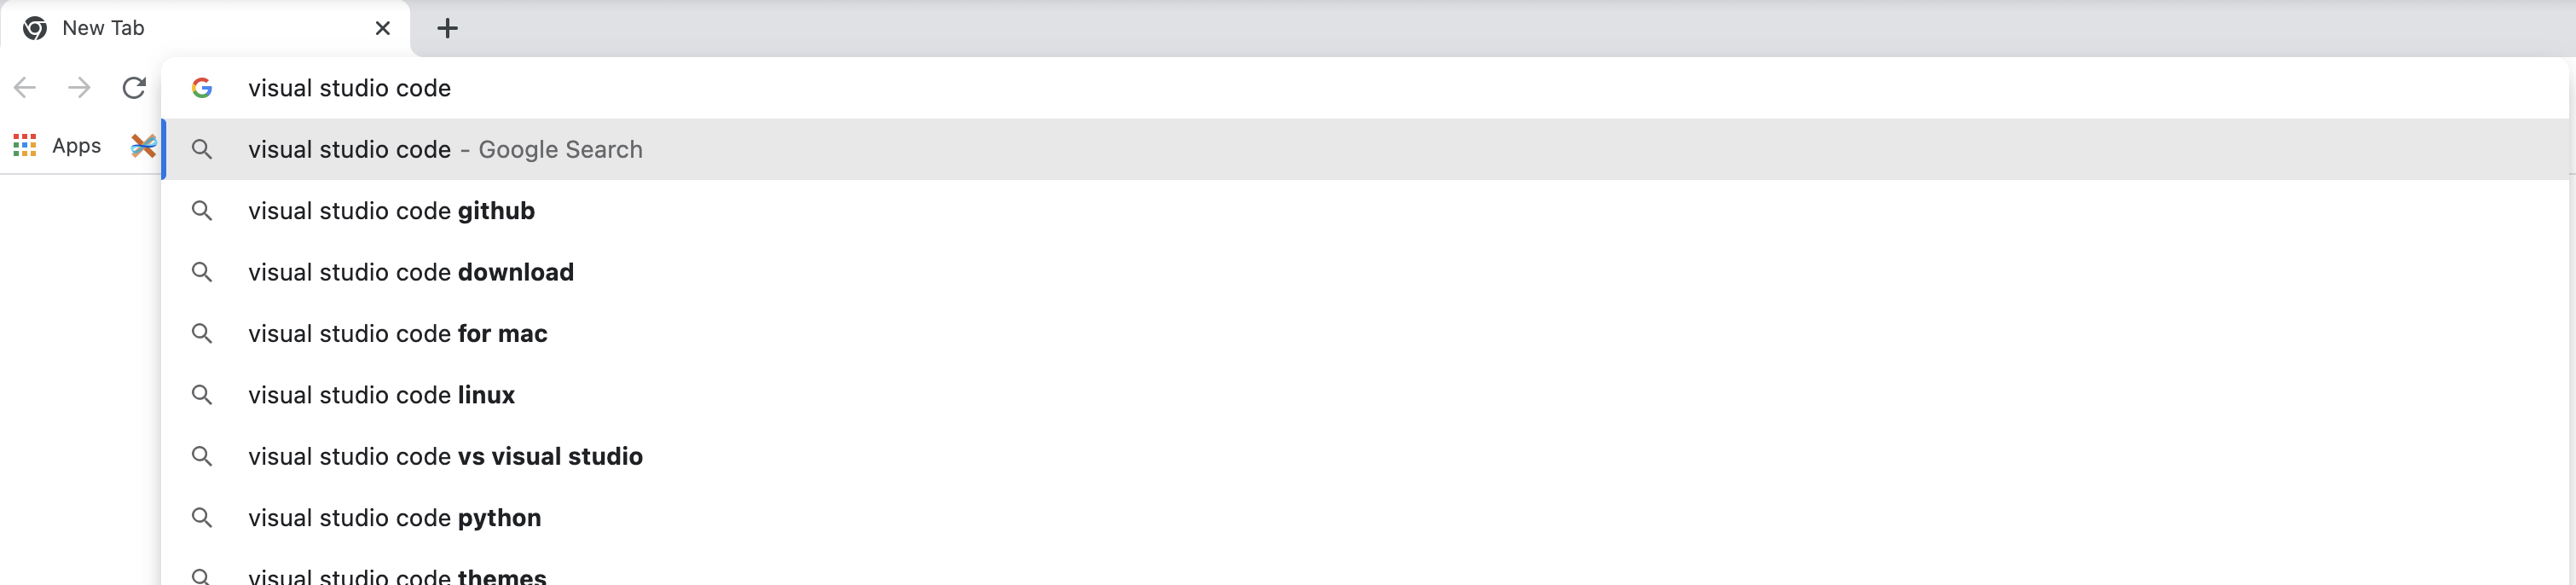 New Tab
visual studio code
Apps
visual studio code - Google Search
visual studio code github
visual studio code download
visual studio code for mac
visual studio code linux
visual studio code vs visual studio
visual studio code python
visual studio code themes